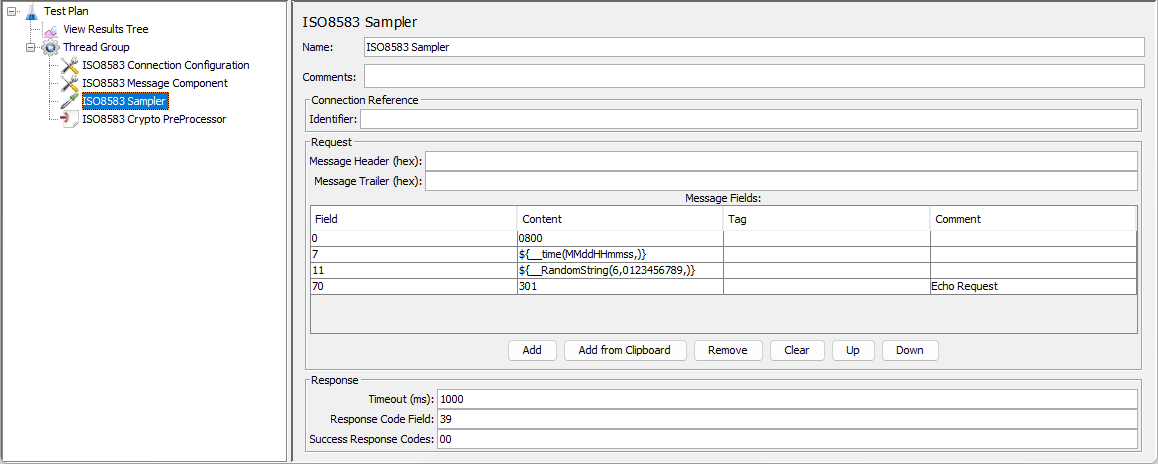 Test Plan
View Results Tree
Thread Group
ISO8583 Connection Configuration
ISO8583 Message Component
ISO8583 Sampler
ISO8583 Crypto PreProcessor
ISO8583 Sampler
Name: ISO8583 Sampler
Comments:
Connection Reference
Identifier:
Request
Message Header (hex):
Message Trailer (hex):
Message Fields:
Field Content Tag Comment
0 0800
7 ${__time(MMddHHmmss,)}
11 ${__RandomString(6,0123456789,)}
70 301 Echo Request
Add Add from Clipboard Remove Clear Up Down
Response
Timeout (ms): 1000
Response Code Field: 39
Success Response Codes: 00